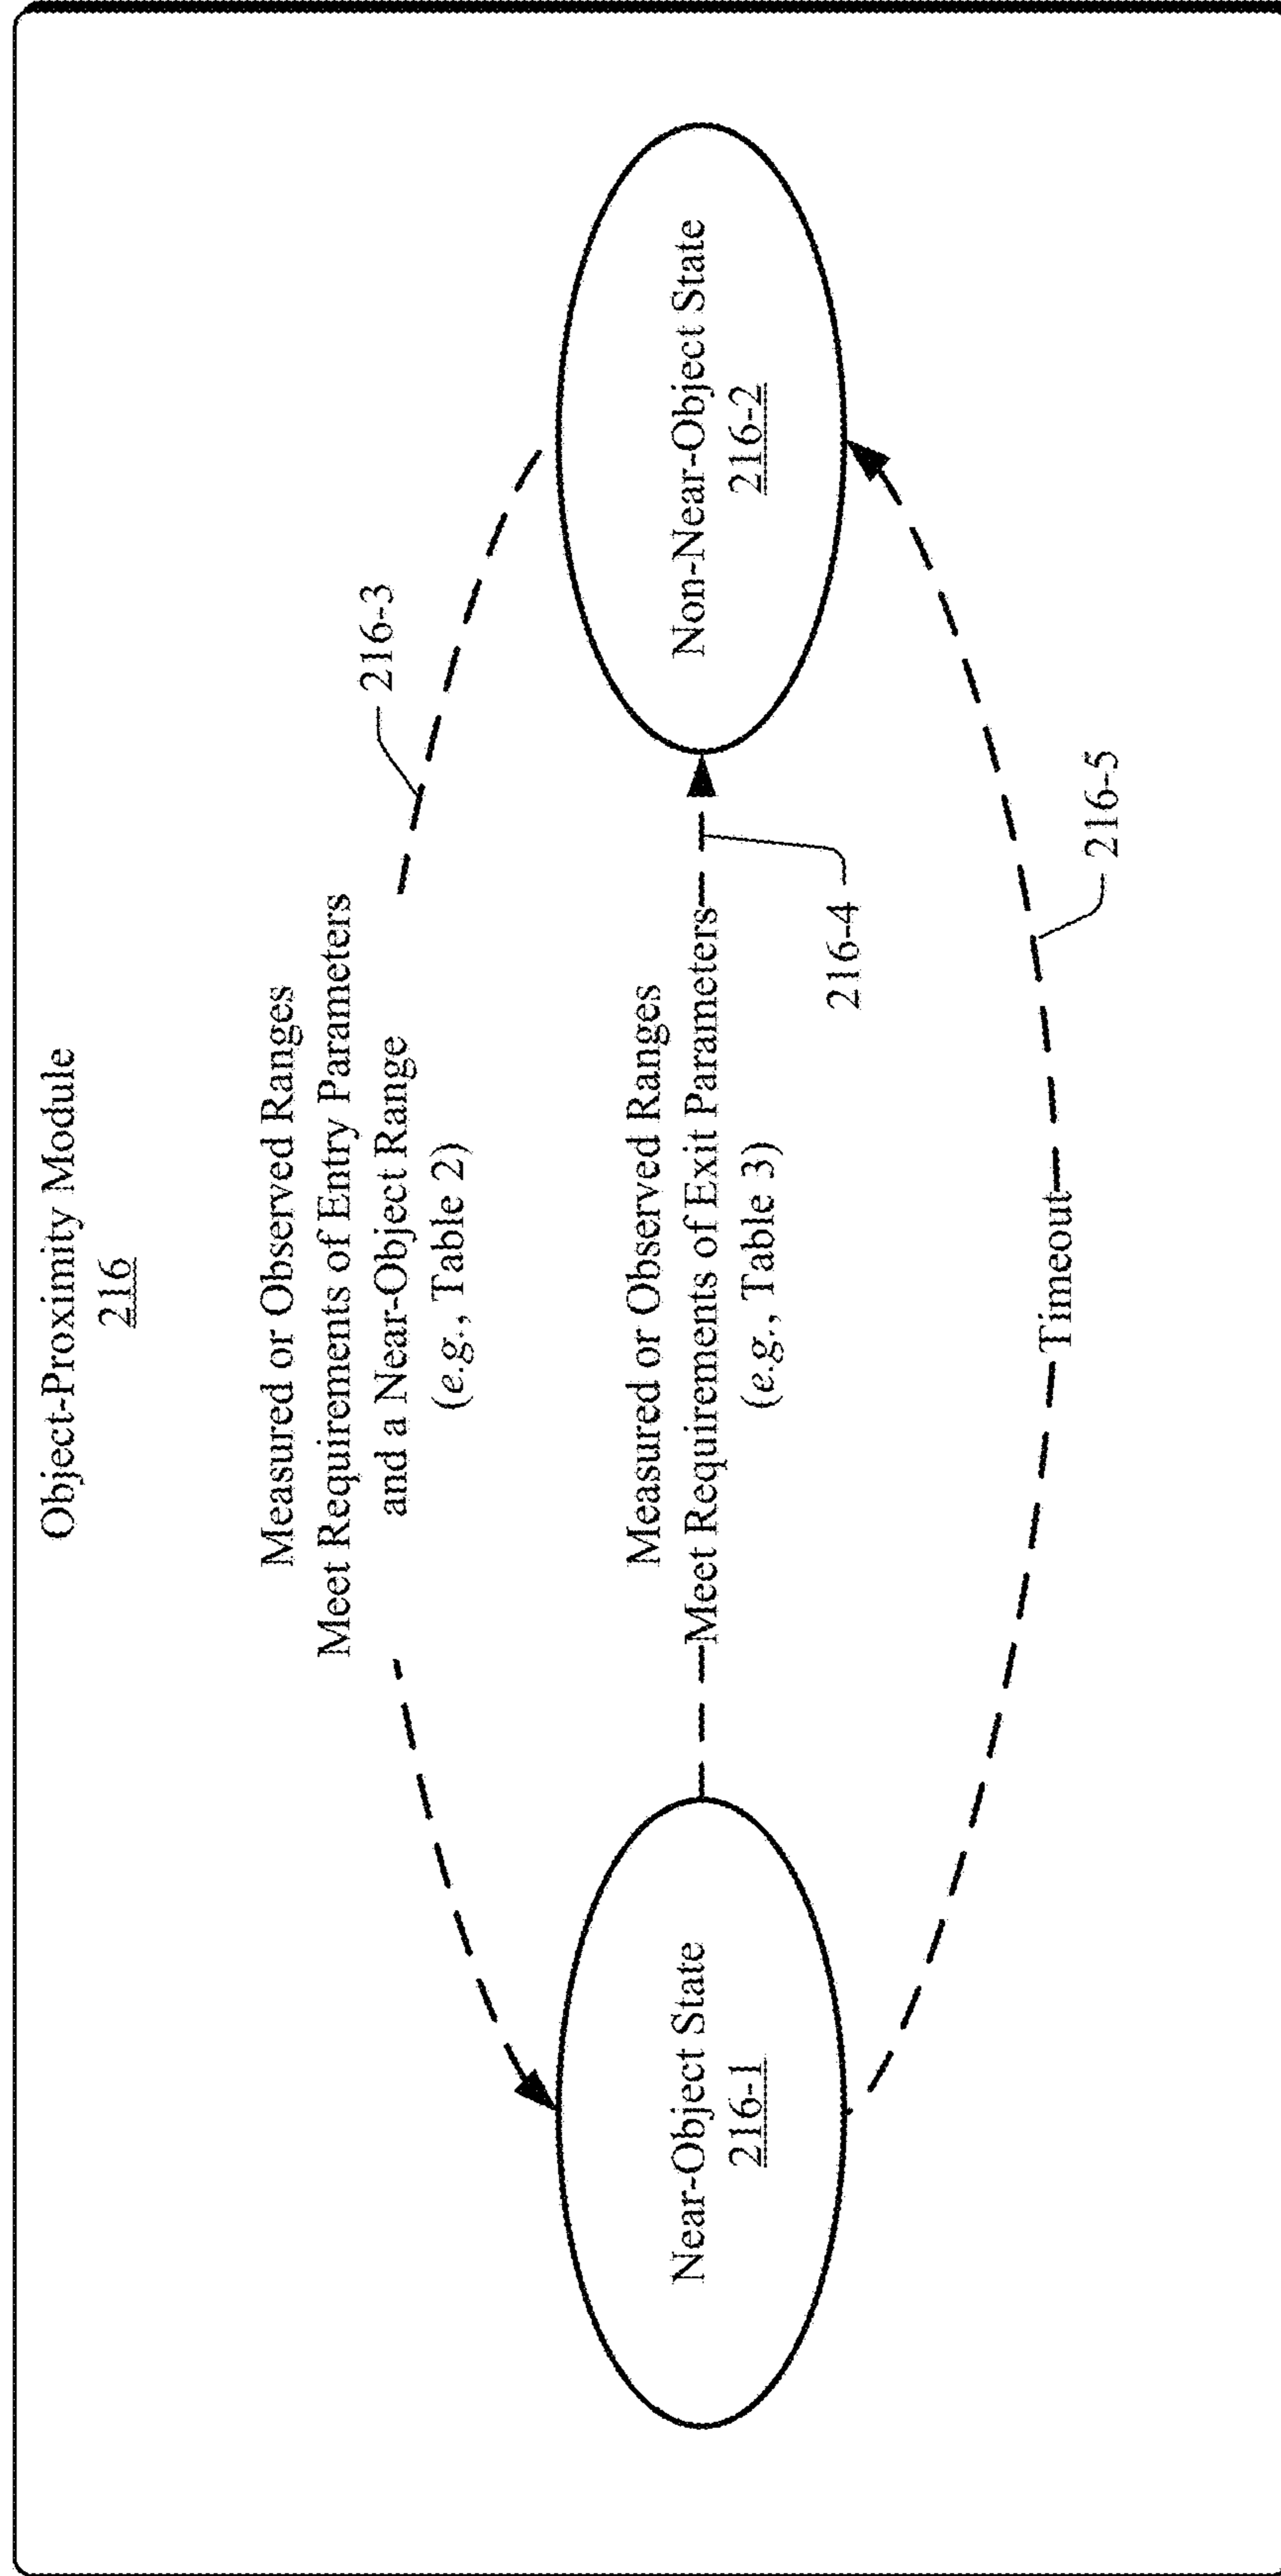 Object-Proximity Module
216
Measured or Observed Ranges
Meet Requirements of Entry Parameters
and a Near-Object Range
(e.g., Table 2)
216-3
Measured or Observed Ranges
Meet Requirements of Exit Parameters
(e.g., Table 3)
216-4
Near-Object State
216-1
Non-Near-Object State
216-2
Timeout
216-5